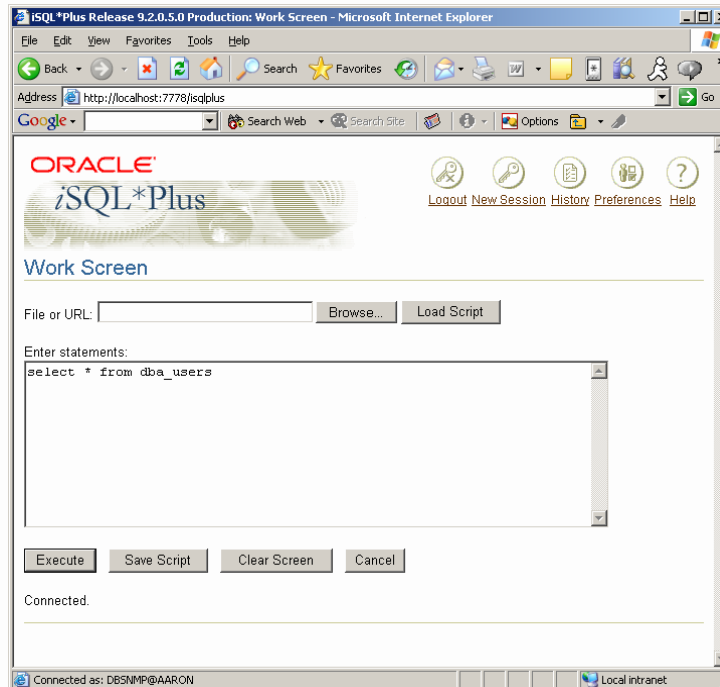 iSQL*Plus Release 9.2.0.5.0 Production: Work Screen - Microsoft Internet Explorer
File Edit View Favorites Tools Help
Back Search Favorites
Address http://localhost:7778/isqlplus Go
Google Search Web Search Site Options
ORACLE
iSQL*Plus
Logout New Session History Preferences Help
Work Screen
File or URL: Browse... Load Script
Enter statements:
select * from dba_users
Execute Save Script Clear Screen Cancel
Connected.
Connected as: DBSNMP@AARON Local intranet